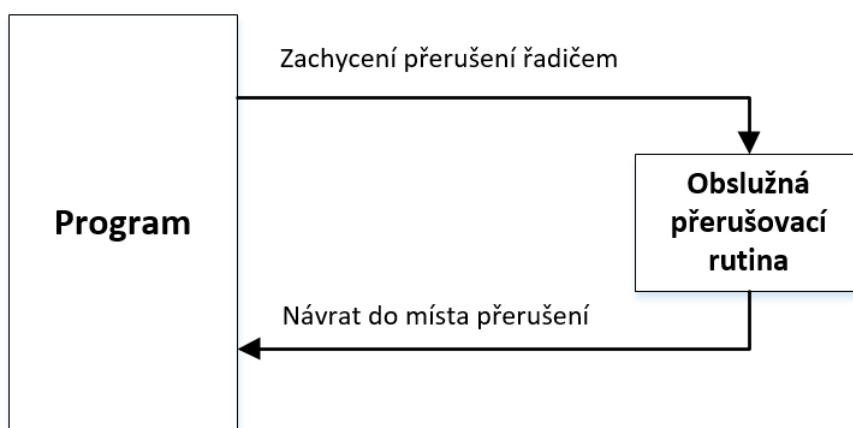 Zachycení přerušení řadičem
Program
Obslužná
přerušovací
rutina
Návrat do místa přerušení